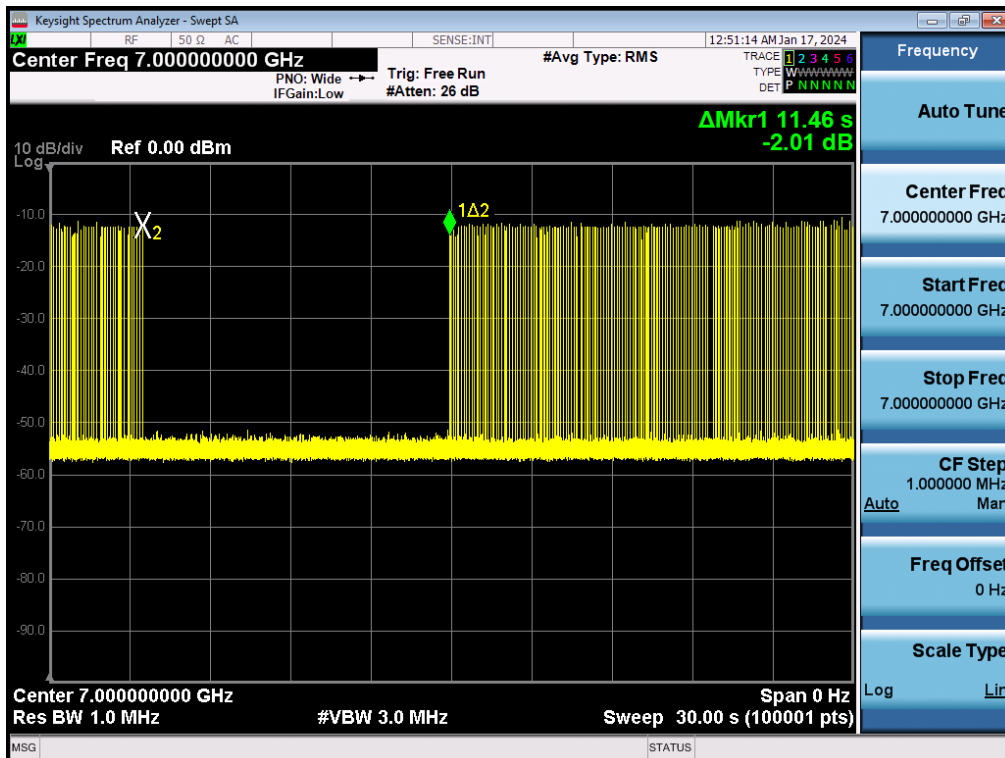 Keysight Spectrum Analyzer - Swept SA
LXI
RF 50 Ω AC SENSE:INT 12:51:14 AM Jan 17, 2024
Center Freq 7.000000000 GHz
PNO: Wide
IFGain:Low
Trig: Free Run
#Atten: 26 dB
#Avg Type: RMS
TRACE 1 2 3 4 5 6
TYPE WWWWWW
DET P N N N N N
ΔMkr1 11.46 s
-2.01 dB
10 dB/div Ref 0.00 dBm
Log
-10.0
-20.0
-30.0
-40.0
-50.0
-60.0
-70.0
-80.0
-90.0
X2
1Δ2
Center 7.000000000 GHz Span 0 Hz
Res BW 1.0 MHz #VBW 3.0 MHz Sweep 30.00 s (100001 pts)
MSG STATUS
Frequency
Auto Tune
Center Freq
7.000000000 GHz
Start Freq
7.000000000 GHz
Stop Freq
7.000000000 GHz
CF Step
1.000000 MHz
Auto Man
Freq Offset
0 Hz
Scale Type
Log Lin